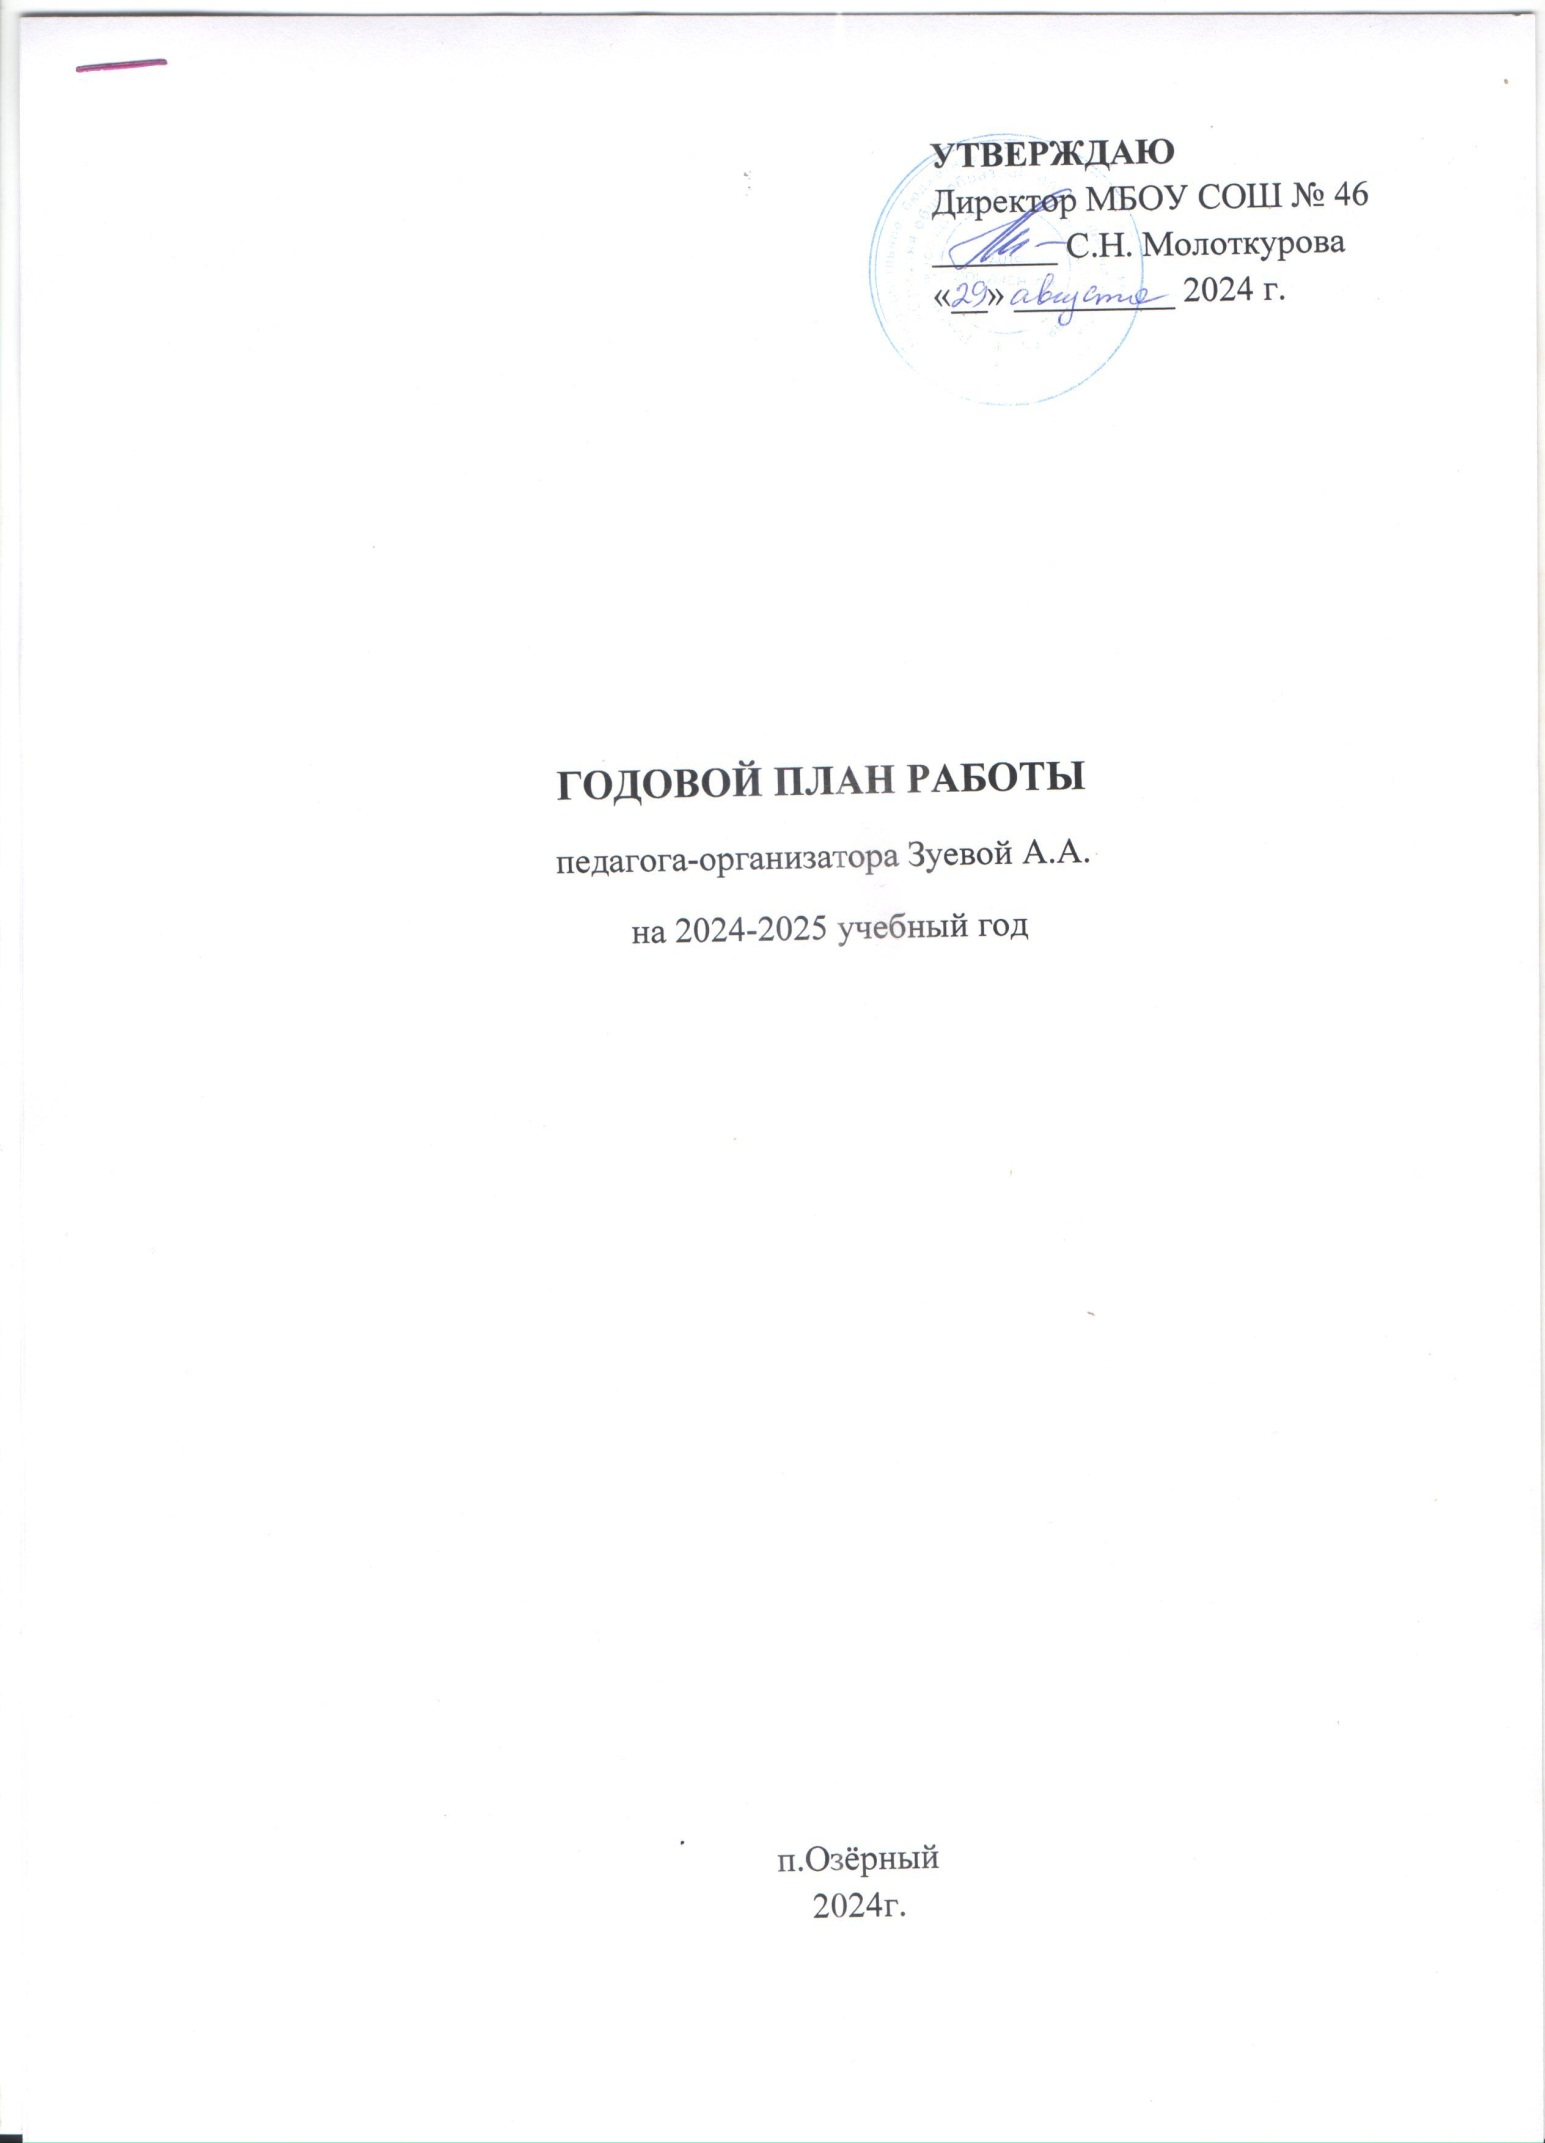 УТВЕРЖДАЮ
Директор МБОУ СОШ № 46
________ С.Н. Молоткурова
«29» августа 2024 г.
ГОДОВОЙ ПЛАН РАБОТЫ
педагога-организатора Зуевой А.А.
на 2024-2025 учебный год
п.Озёрный
2024г.